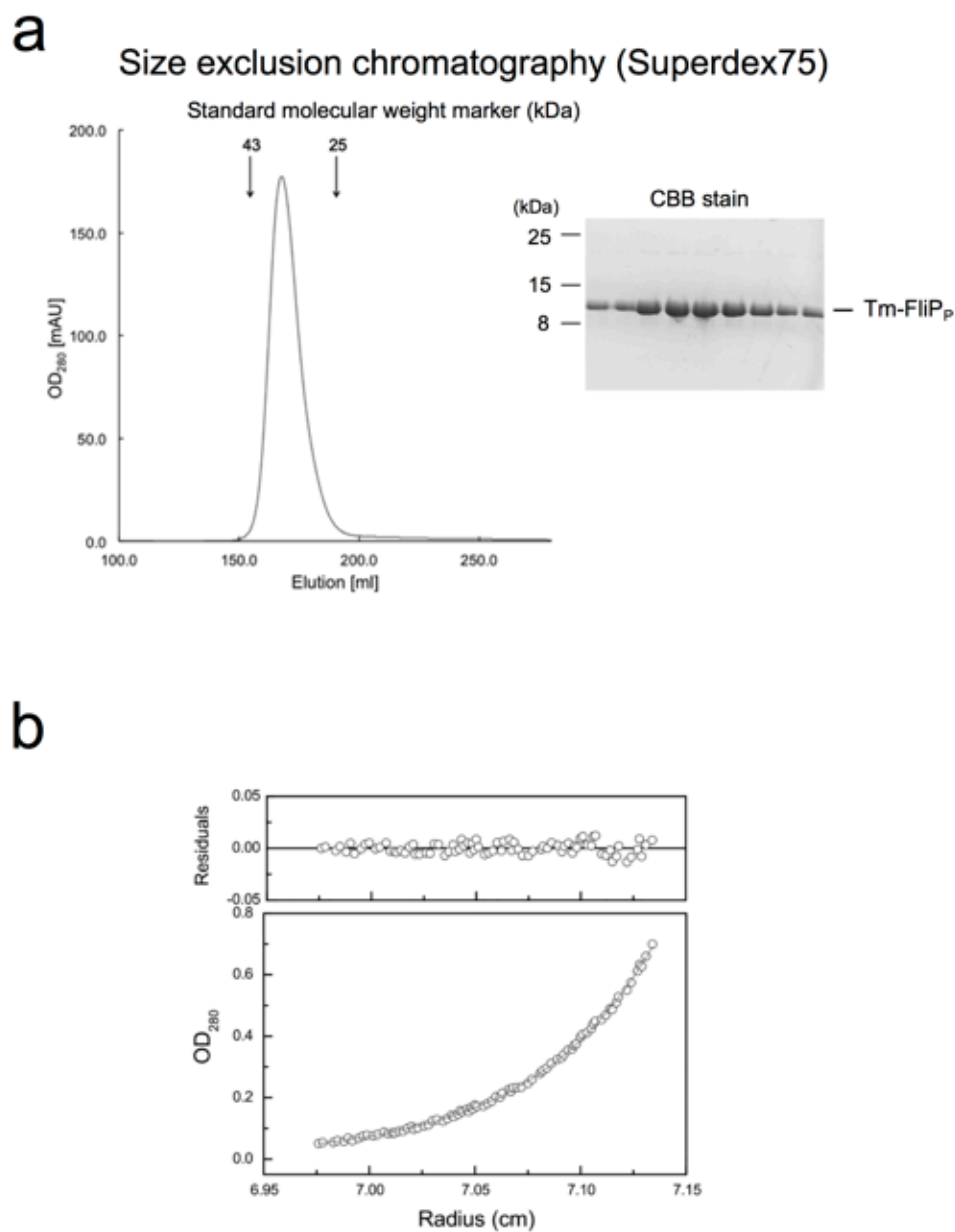 a
Size exclusion chromatography (Superdex75)
Standard molecular weight marker (kDa)
43 25
200.0
150.0
100.0
50.0
0.0
OD280 [mAU]
100.0 150.0 200.0 250.0
Elution [ml]
CBB stain
(kDa)
25
15
8
Tm-FliPP
b
0.05
0.00
-0.05
Residuals
0.8
0.6
0.4
0.2
0.0
OD280
6.95 7.00 7.05 7.10 7.15
Radius (cm)